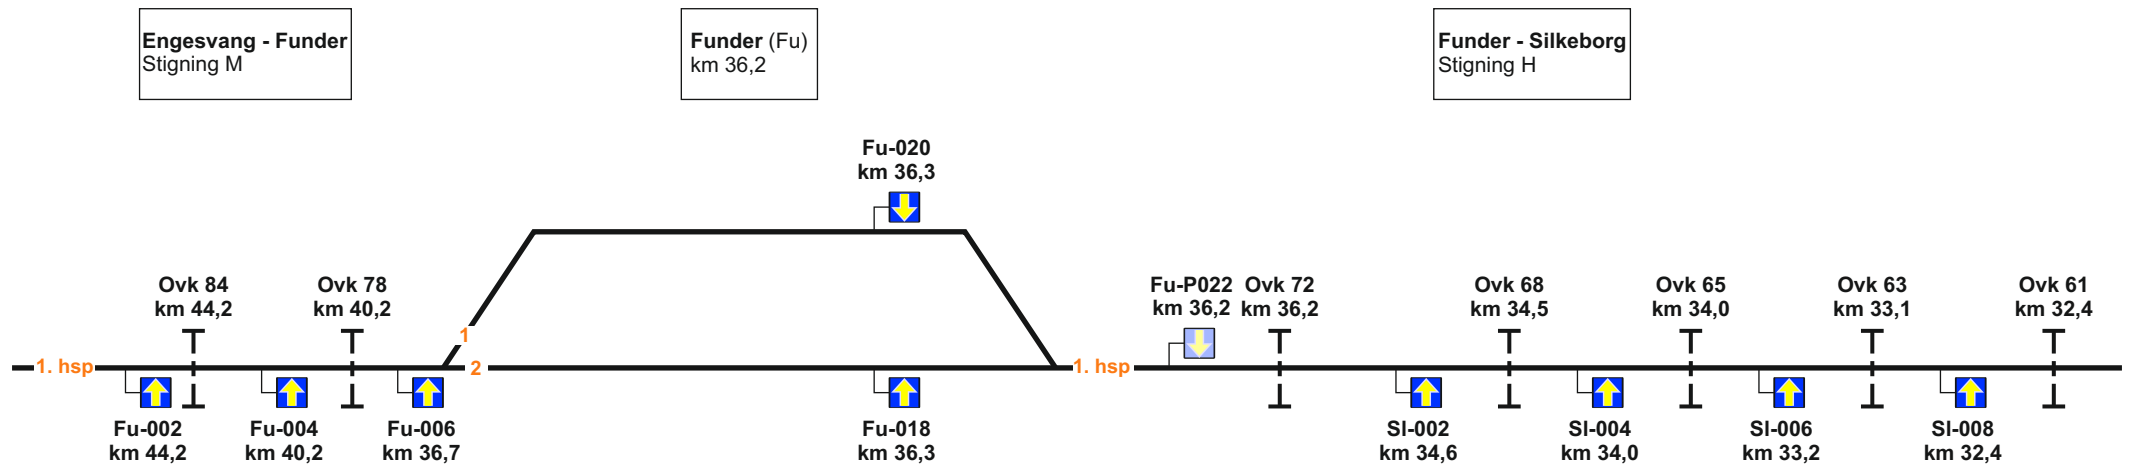 Engesvang - Funder
Stigning M
Funder (Fu)
km 36,2
Funder - Silkeborg
Stigning H
Fu-020
km 36,3
Ovk 84
km 44,2
Ovk 78
km 40,2
Fu-P022
km 36,2
Ovk 72
km 36,2
Ovk 68
km 34,5
Ovk 65
km 34,0
Ovk 63
km 33,1
Ovk 61
km 32,4
1
1. hsp
2
1. hsp
Fu-002
km 44,2
Fu-004
km 40,2
Fu-006
km 36,7
Fu-018
km 36,3
SI-002
km 34,6
SI-004
km 34,0
SI-006
km 33,2
SI-008
km 32,4